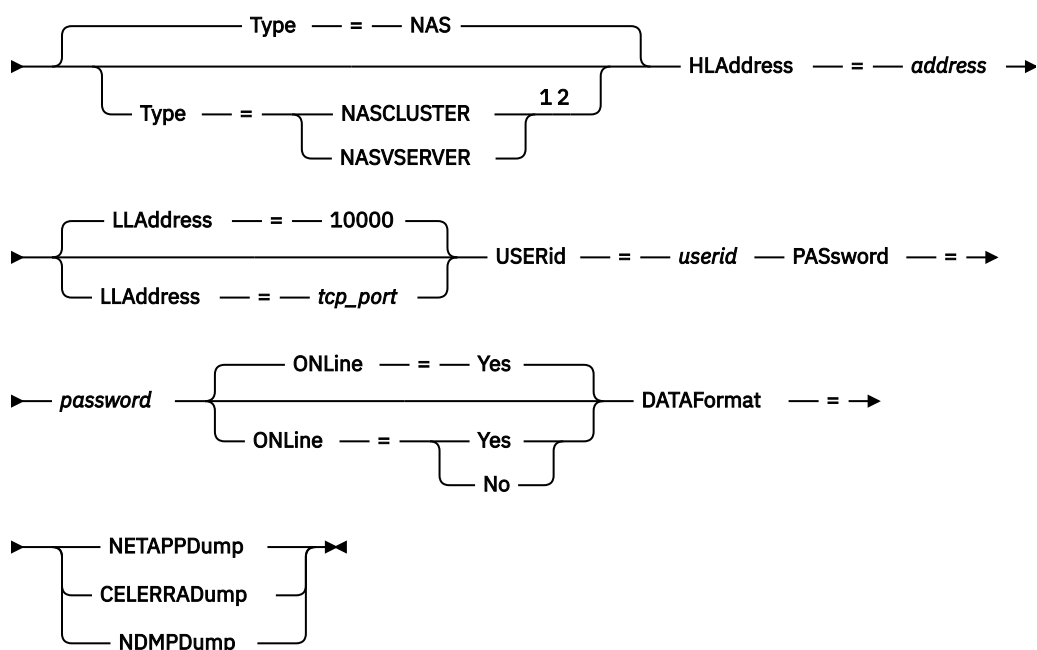 Type = NAS
HLAddress = address
Type = NASCLUSTER 1 2
NASVSERVER
LLAddress = 10000
USERid = userid PASsword =
LLAddress = tcp_port
ONLine = Yes
password DATAFormat =
ONLine = Yes
No
NETAPPDump
CELERRADump
NDMPDump